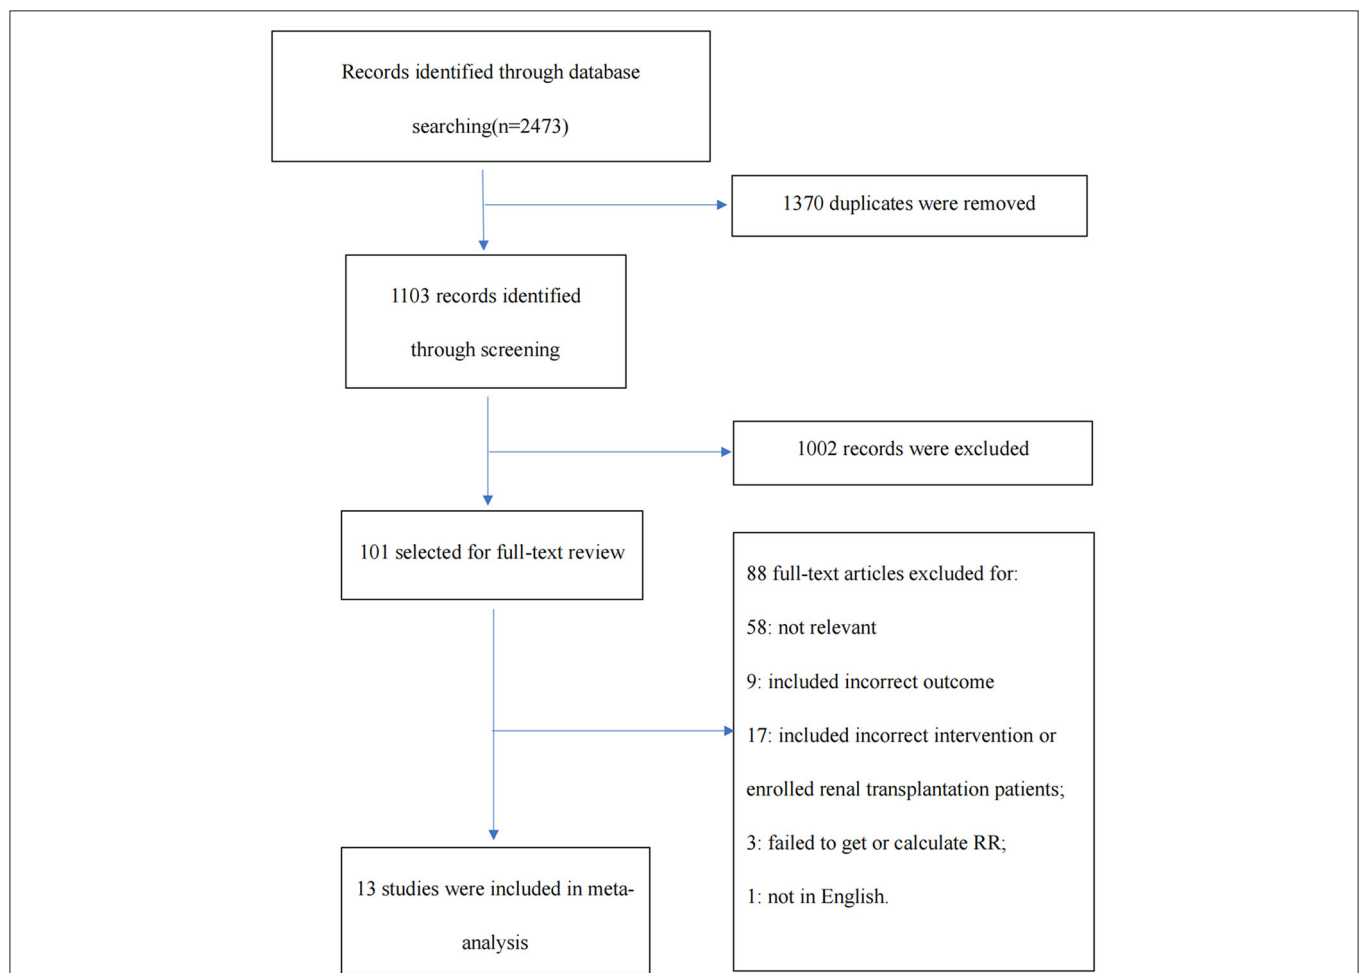 Records identified through database
searching(n=2473)
1370 duplicates were removed
1103 records identified
through screening
1002 records were excluded
101 selected for full-text review
88 full-text articles excluded for:
58: not relevant
9: included incorrect outcome
17: included incorrect intervention or
enrolled renal transplantation patients;
3: failed to get or calculate RR;
1: not in English.
13 studies were included in meta-
analysis